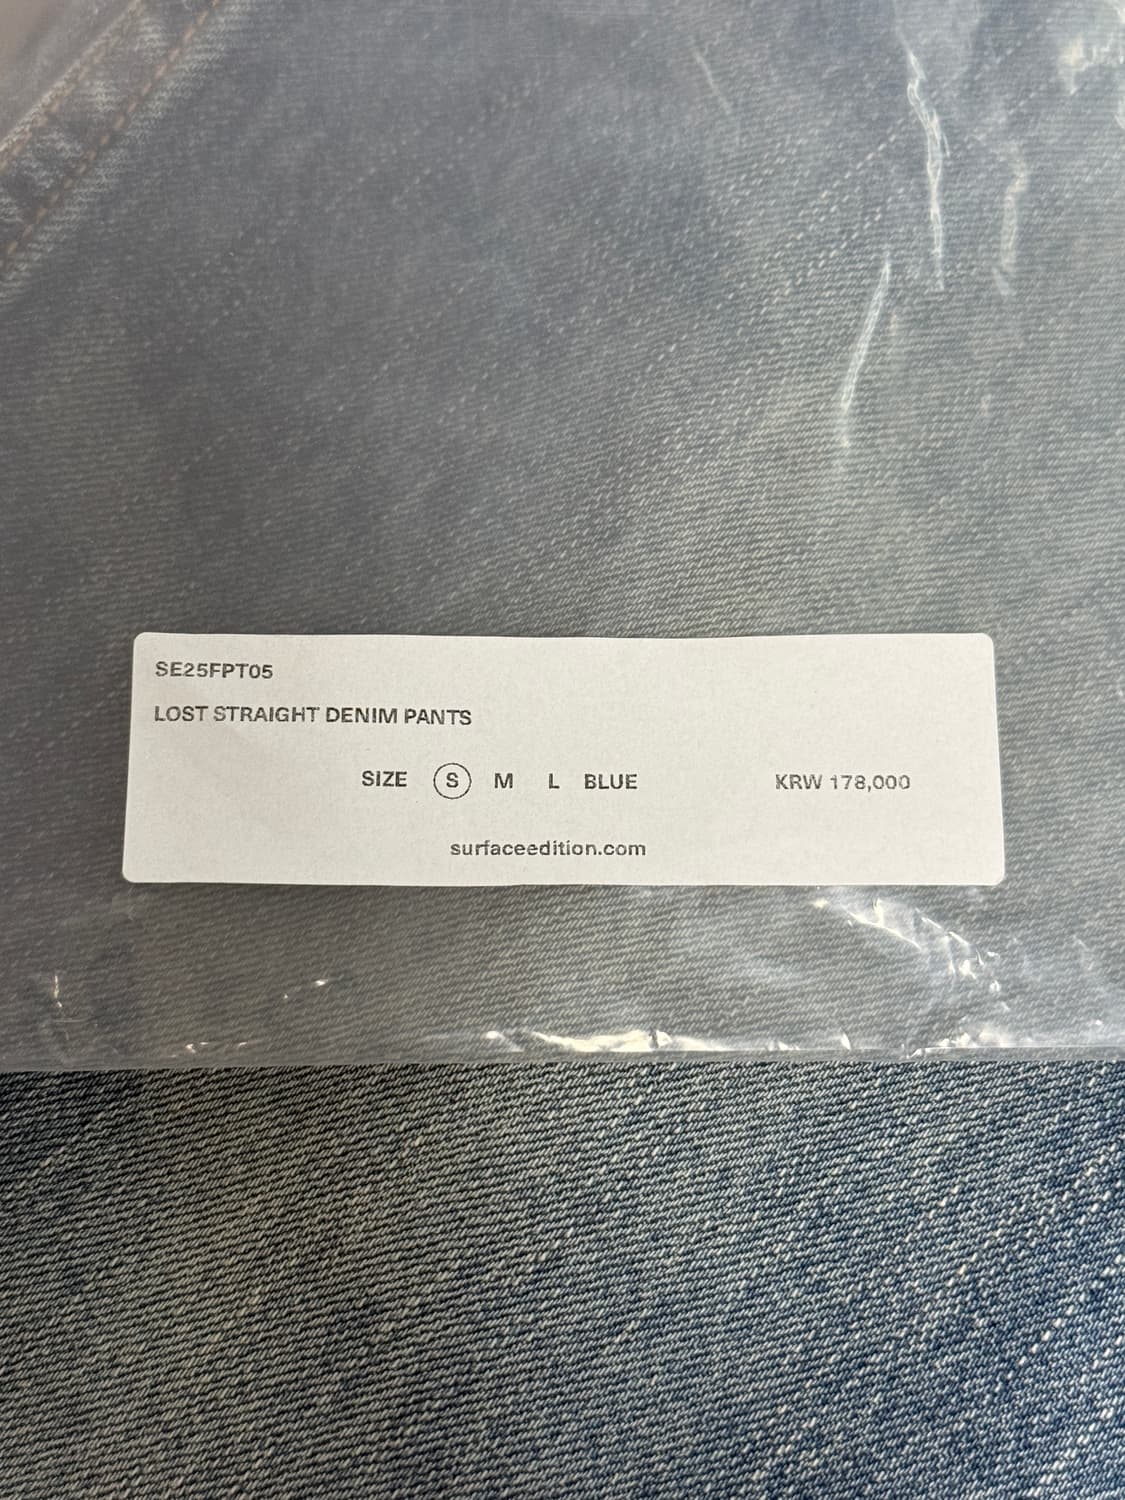 SE25FPT05
LOST STRAIGHT DENIM PANTS
SIZE S M L BLUE KRW 178,000
surfaceedition.com